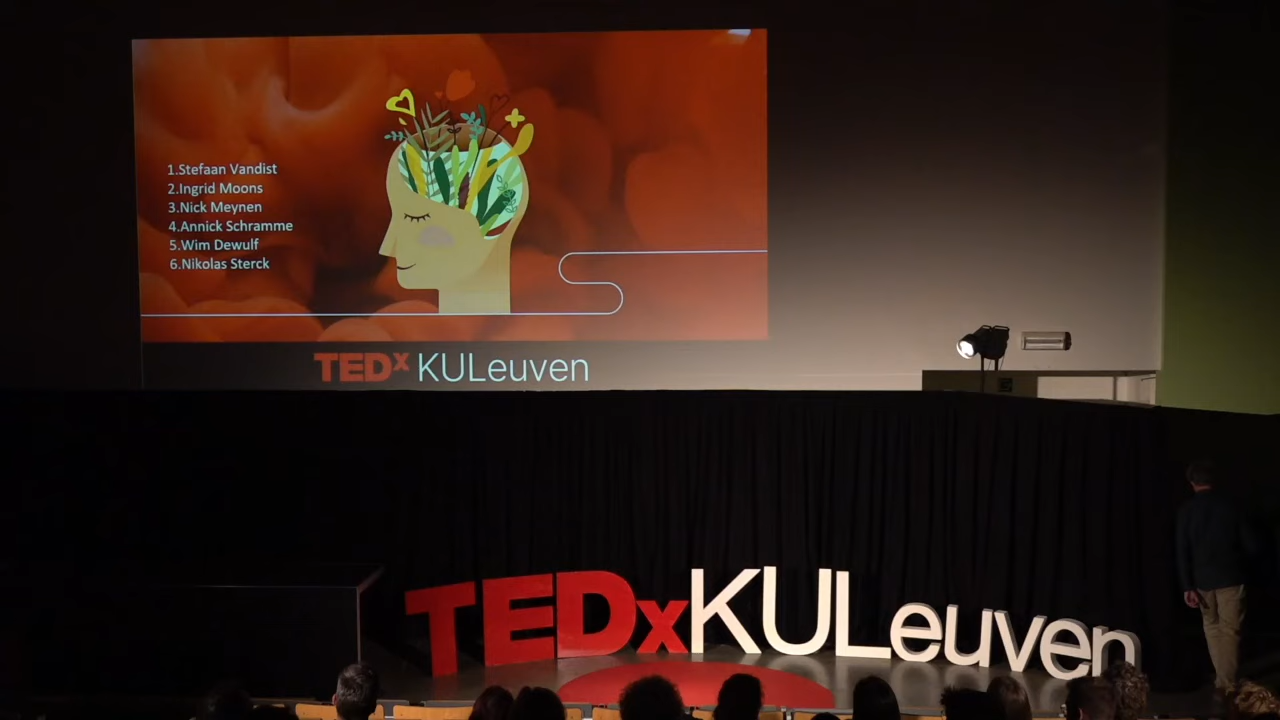 1.Stefaan Vandist
2.Ingrid Moons
3.Nick Meynen
4.Annick Schramme
5.Wim Dewulf
6.Nikolas Sterck
TEDx KULeuven
TEDxKULeuven